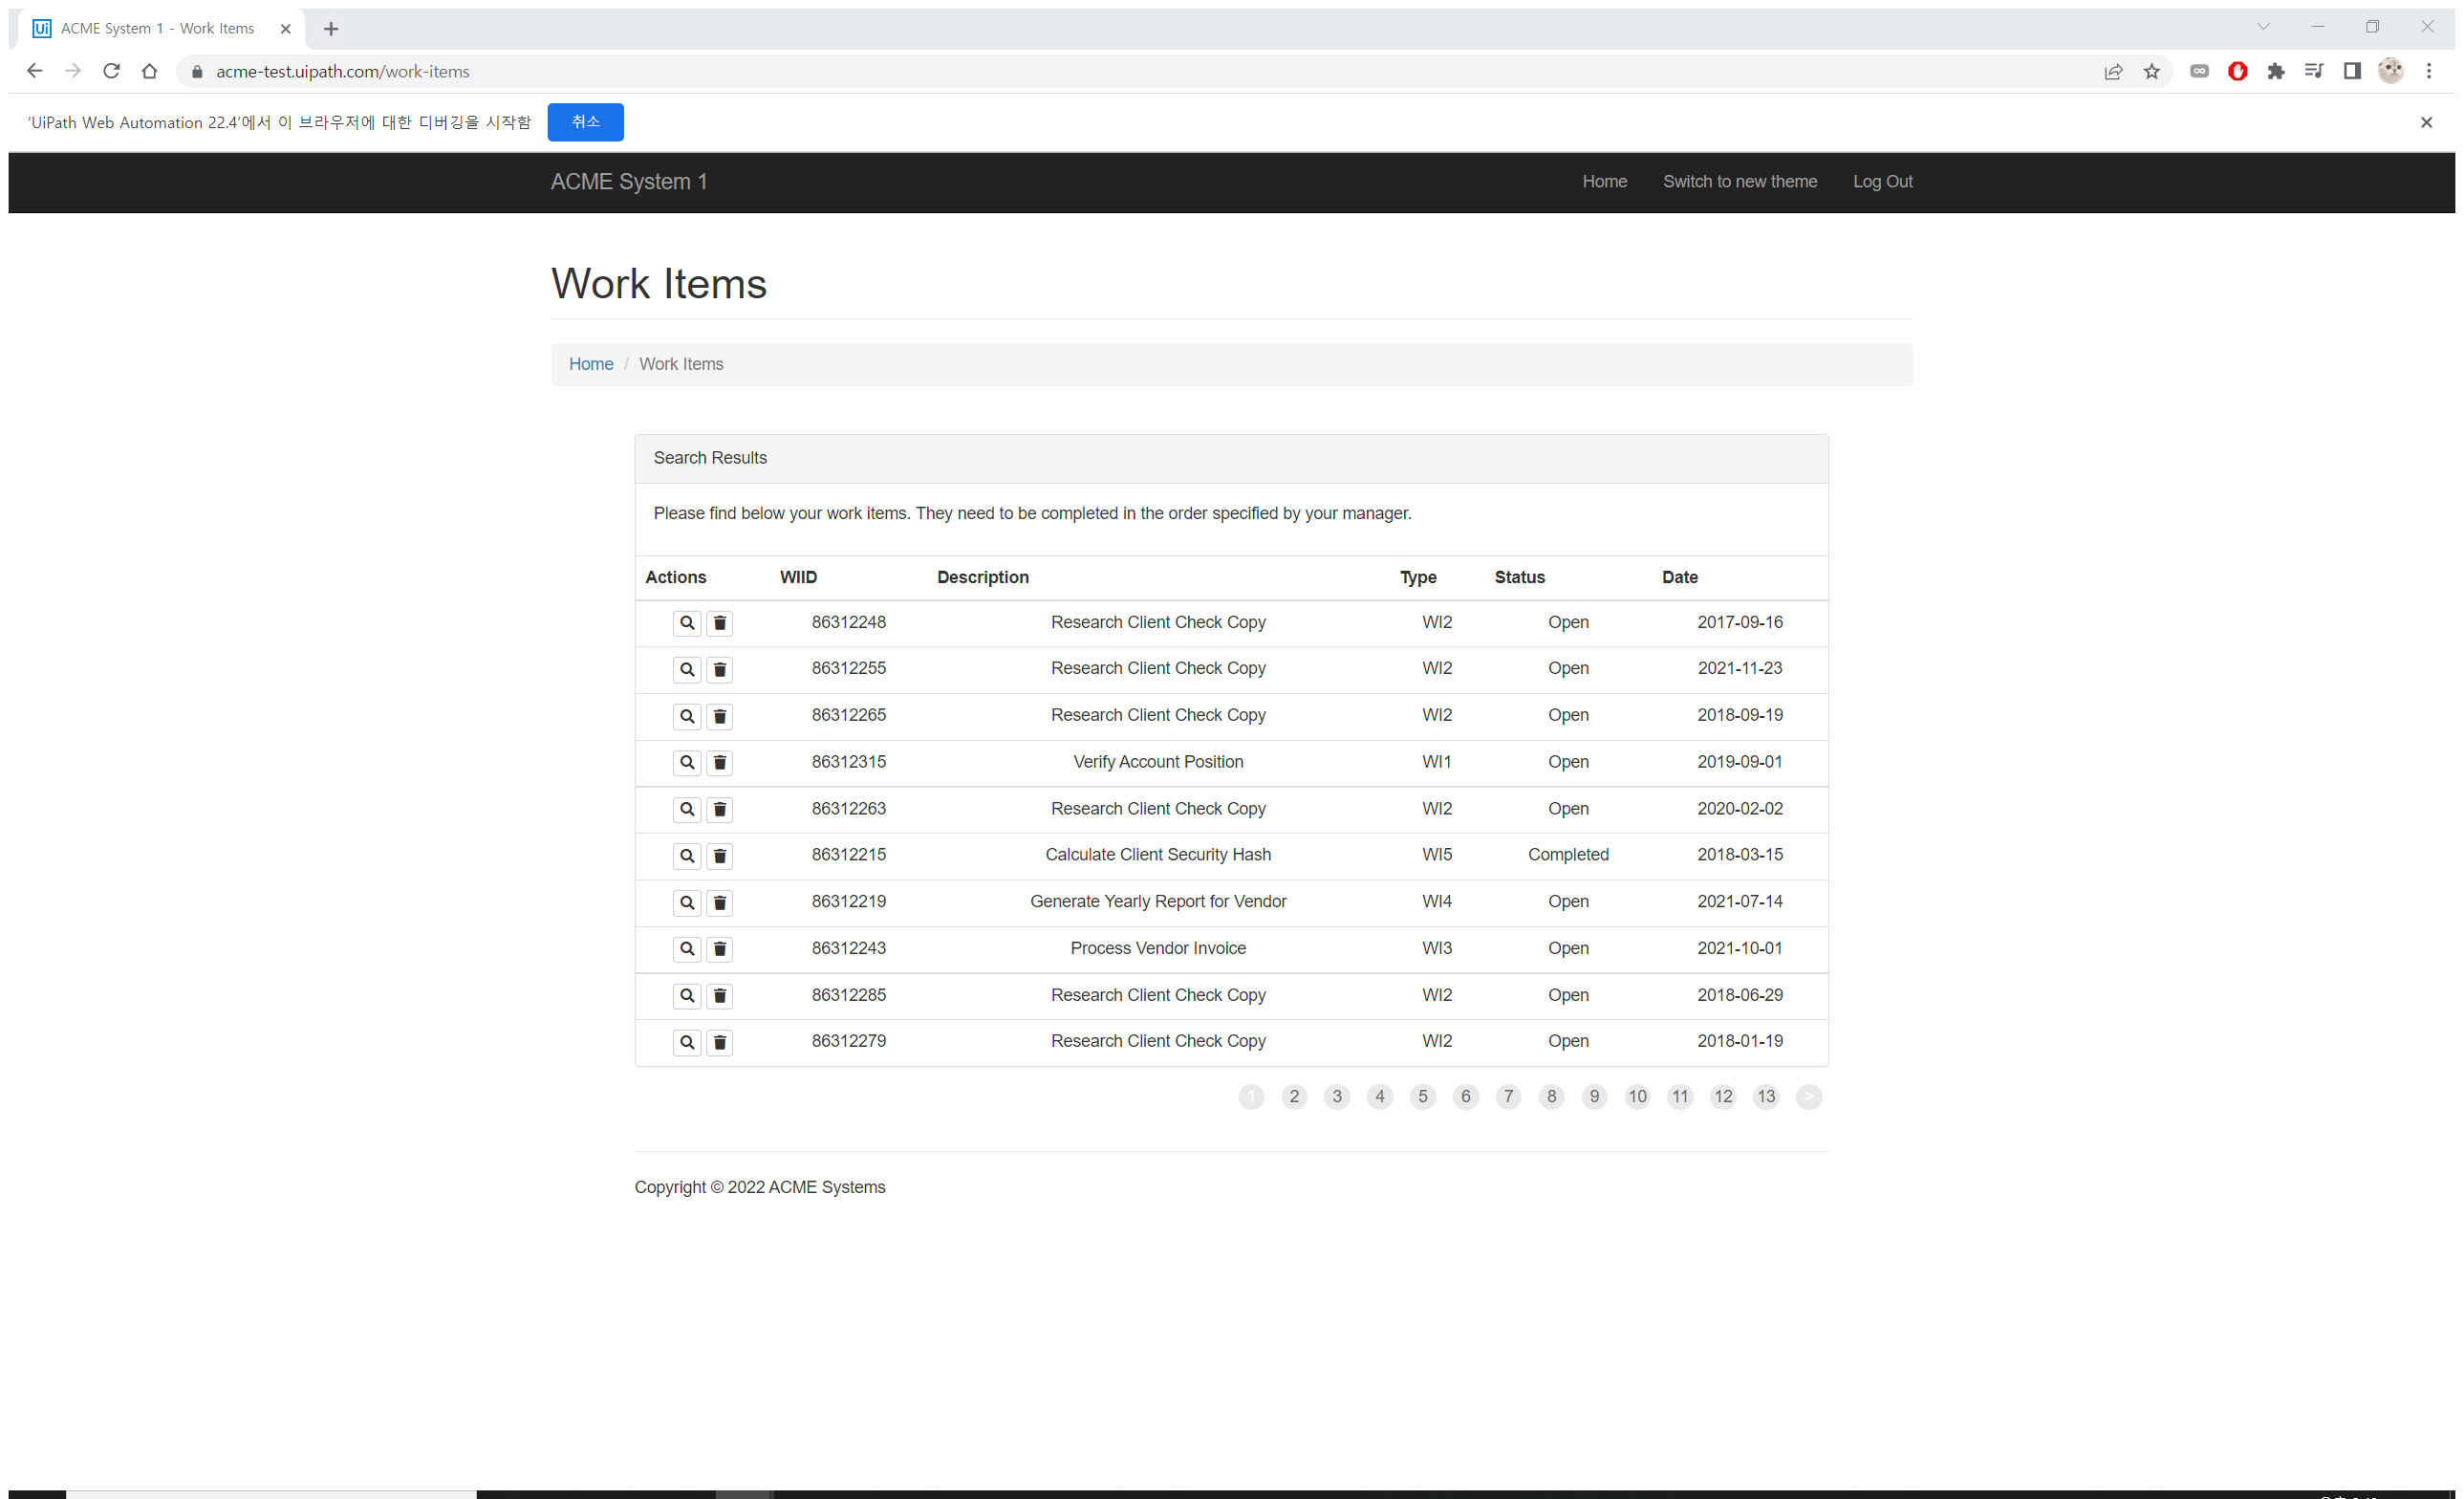 ACME System 1 - Work Items
acme-test.uipath.com/work-items
'UiPath Web Automation 22.4'에서 이 브라우저에 대한 디버깅을 시작함 취소
ACME System 1 Home Switch to new theme Log Out
Work Items
Home / Work Items
Search Results
Please find below your work items. They need to be completed in the order specified by your manager.
Actions WIID Description Type Status Date
86312248 Research Client Check Copy WI2 Open 2017-09-16
86312255 Research Client Check Copy WI2 Open 2021-11-23
86312265 Research Client Check Copy WI2 Open 2018-09-19
86312315 Verify Account Position WI1 Open 2019-09-01
86312263 Research Client Check Copy WI2 Open 2020-02-02
86312215 Calculate Client Security Hash WI5 Completed 2018-03-15
86312219 Generate Yearly Report for Vendor WI4 Open 2021-07-14
86312243 Process Vendor Invoice WI3 Open 2021-10-01
86312285 Research Client Check Copy WI2 Open 2018-06-29
86312279 Research Client Check Copy WI2 Open 2018-01-19
1 2 3 4 5 6 7 8 9 10 11 12 13 >
Copyright © 2022 ACME Systems